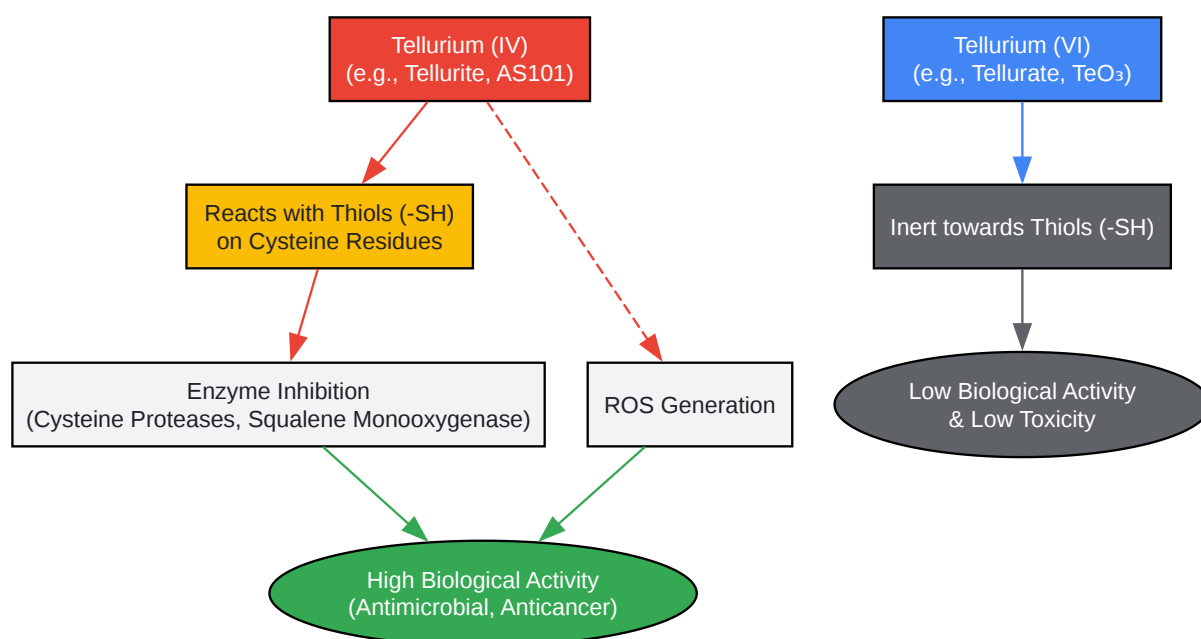 Tellurium (IV)
(e.g., Tellurite, AS101)
Tellurium (VI)
(e.g., Tellurate, TeO₃)
Reacts with Thiols (-SH)
on Cysteine Residues
Inert towards Thiols (-SH)
Enzyme Inhibition
(Cysteine Proteases, Squalene Monooxygenase)
ROS Generation
Low Biological Activity
& Low Toxicity
High Biological Activity
(Antimicrobial, Anticancer)